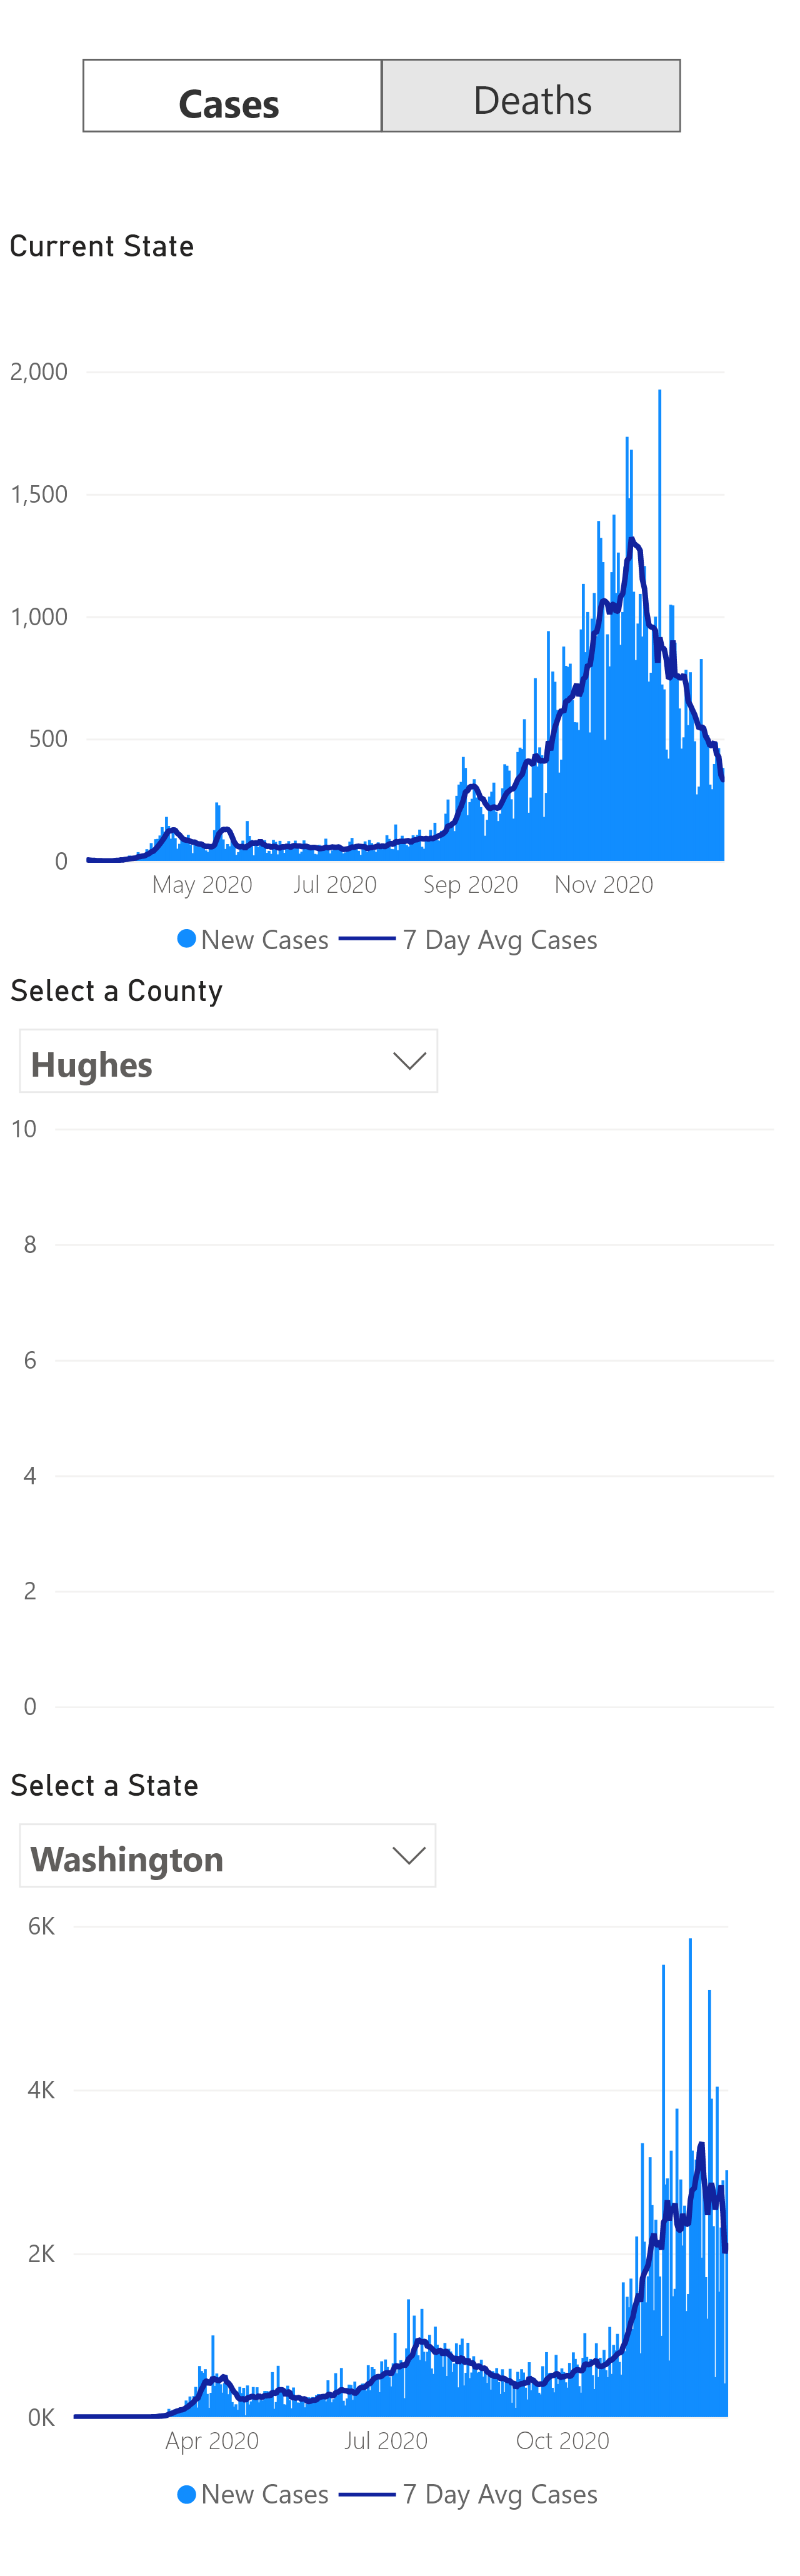 Cases Deaths
Current State
2,000
1,500
1,000
500
0
May 2020 Jul 2020 Sep 2020 Nov 2020
New Cases 7 Day Avg Cases
Select a County
Hughes
10
8
6
4
2
0
Select a State
Washington
6K
4K
2K
0K
Apr 2020 Jul 2020 Oct 2020
New Cases 7 Day Avg Cases